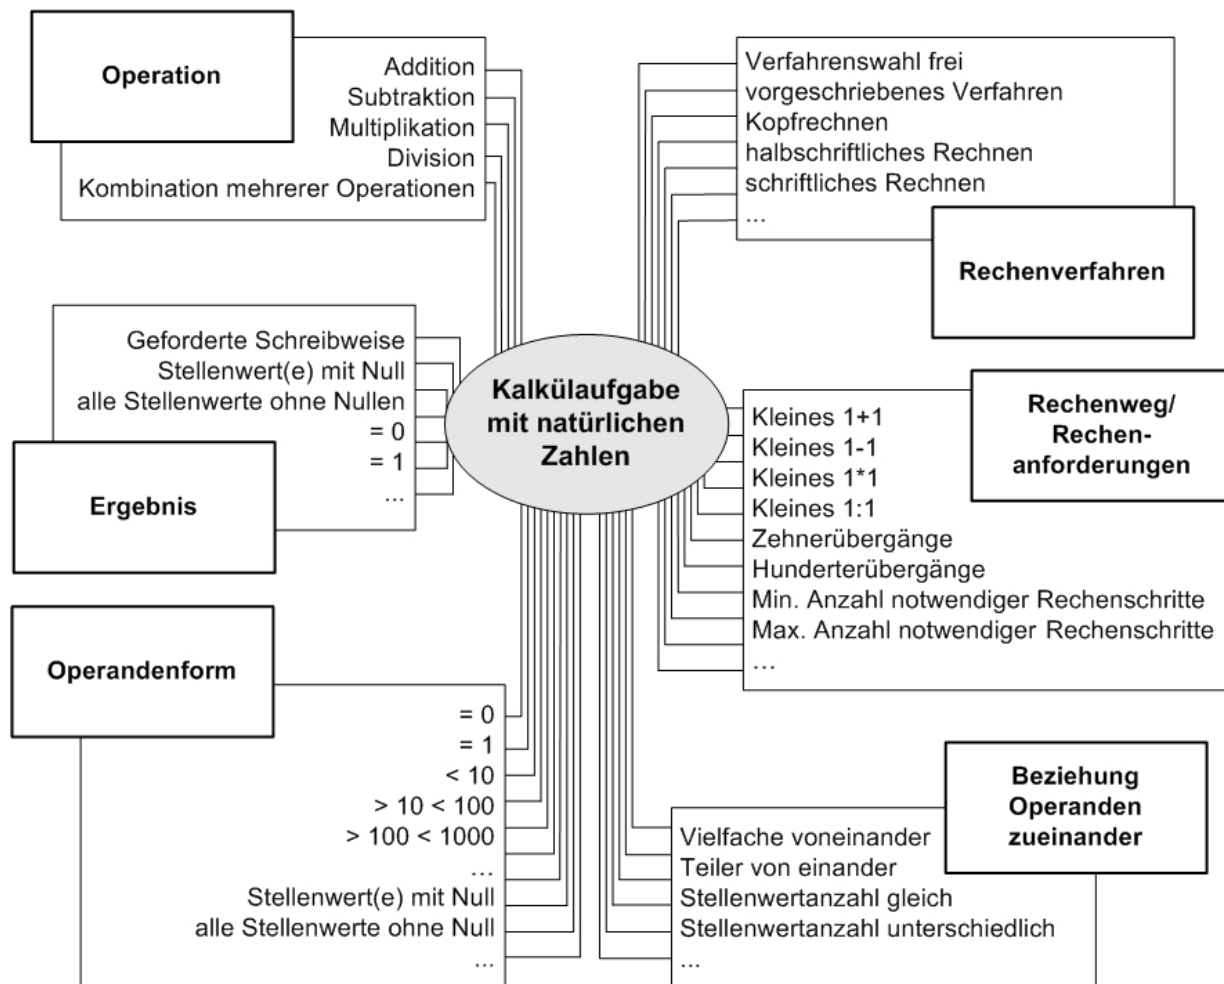 Operation
Addition
Subtraktion
Multiplikation
Division
Kombination mehrerer Operationen
Verfahrenswahl frei
vorgeschriebenes Verfahren
Kopfrechnen
halbschriftliches Rechnen
schriftliches Rechnen
...
Rechenverfahren
Geforderte Schreibweise
Stellenwert(e) mit Null
alle Stellenwerte ohne Nullen
= 0
= 1
...
Ergebnis
Kalkülaufgabe
mit natürlichen
Zahlen
Rechenweg/
Rechen-
anforderungen
Kleines 1+1
Kleines 1-1
Kleines 1*1
Kleines 1:1
Zehnerübergänge
Hunderterübergänge
Min. Anzahl notwendiger Rechenschritte
Max. Anzahl notwendiger Rechenschritte
...
Operandenform
= 0
= 1
< 10
> 10 < 100
> 100 < 1000
...
Stellenwert(e) mit Null
alle Stellenwerte ohne Null
...
Beziehung
Operanden
zueinander
Vielfache voneinander
Teiler von einander
Stellenwertanzahl gleich
Stellenwertanzahl unterschiedlich
...